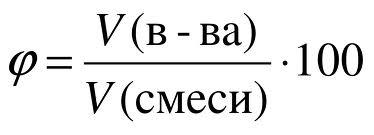 φ = V(в - ва) / V(смеси) · 100